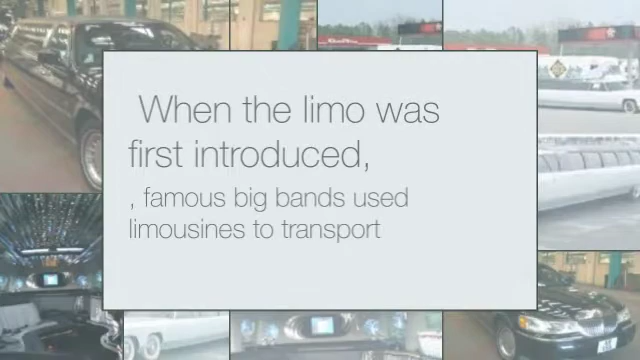 When the limo was
first introduced,
, famous big bands used
limousines to transport